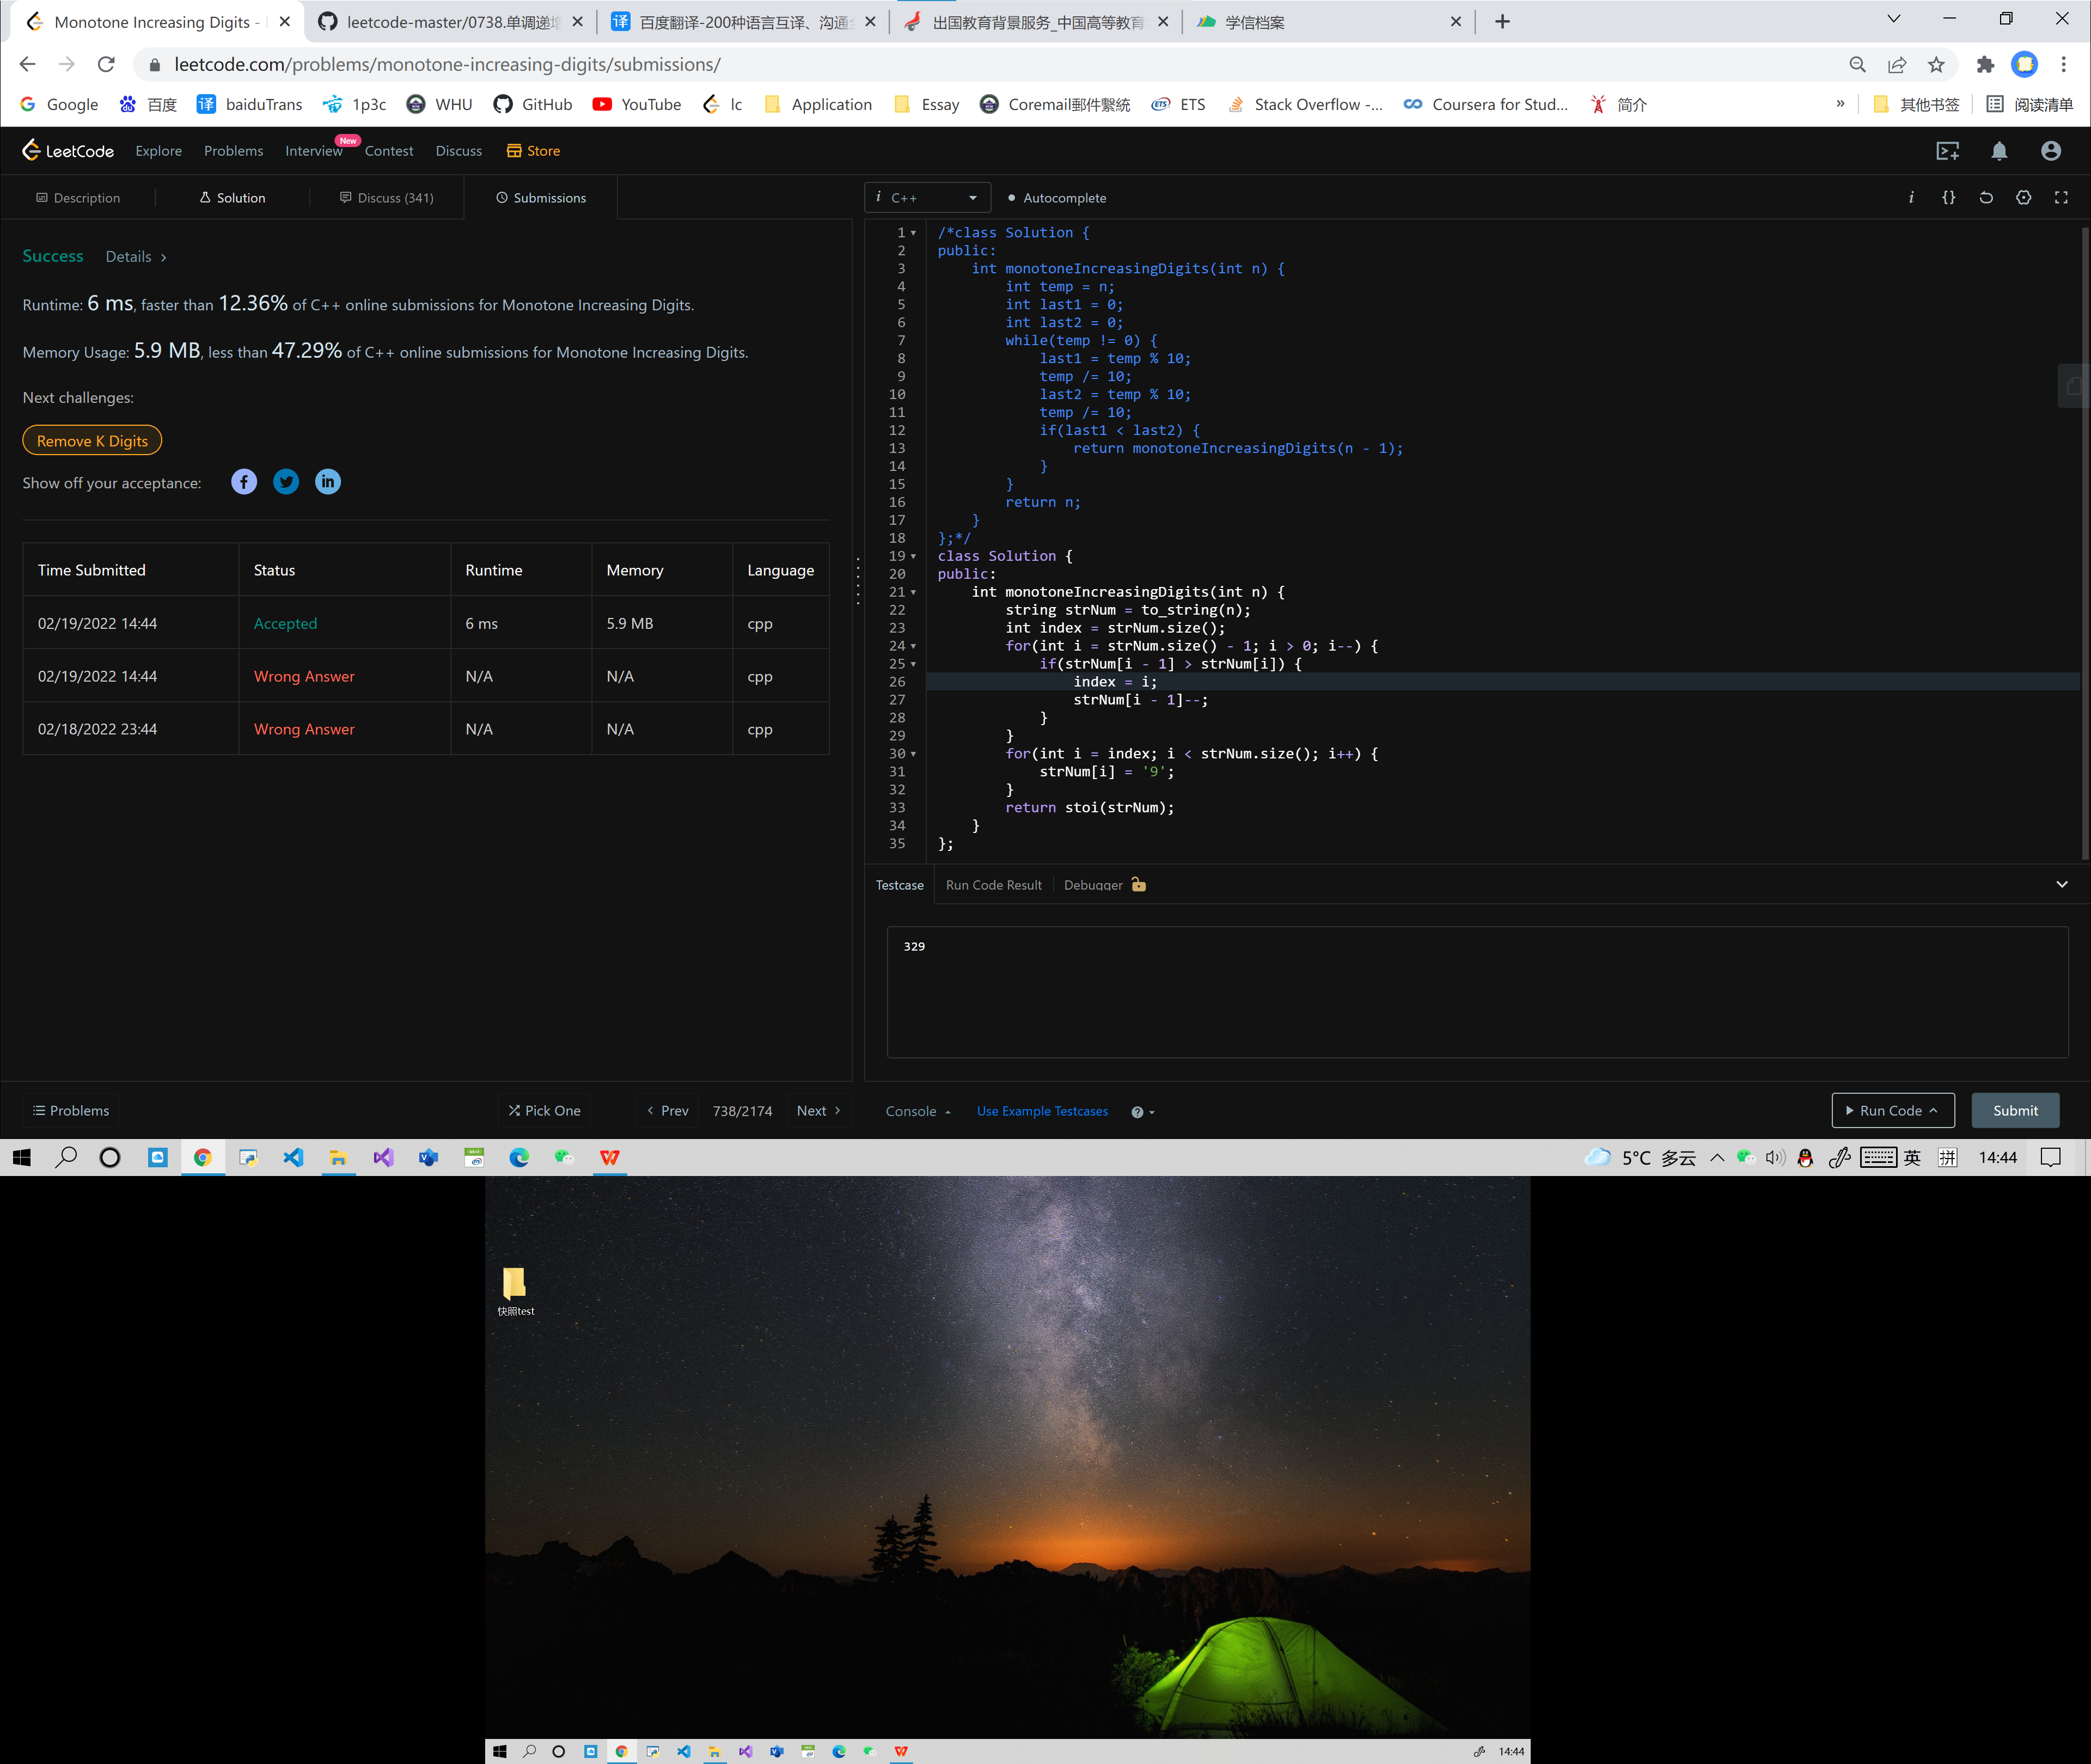 Monotone Increasing Digits -
leetcode-master/0738.单调递增
百度翻译-200种语言互译、沟通
出国教育背景服务_中国高等教育
学信档案
leetcode.com/problems/monotone-increasing-digits/submissions/
Google 百度 译 baiduTrans 1p3c WHU GitHub YouTube lc Application Essay Coremail郵件繫統 ETS Stack Overflow -... Coursera for Stud... 简介 » 其他书签 阅读清单
LeetCode Explore Problems Interview New Contest Discuss Store
Description Solution Discuss (341) Submissions
i C++ Autocomplete
Success Details >
Runtime: 6 ms, faster than 12.36% of C++ online submissions for Monotone Increasing Digits.
Memory Usage: 5.9 MB, less than 47.29% of C++ online submissions for Monotone Increasing Digits.
Next challenges:
Remove K Digits
Show off your acceptance:
Time Submitted Status Runtime Memory Language
02/19/2022 14:44 Accepted 6 ms 5.9 MB cpp
02/19/2022 14:44 Wrong Answer N/A N/A cpp
02/18/2022 23:44 Wrong Answer N/A N/A cpp
1 /*class Solution {
2 public:
3     int monotoneIncreasingDigits(int n) {
4         int temp = n;
5         int last1 = 0;
6         int last2 = 0;
7         while(temp != 0) {
8             last1 = temp % 10;
9             temp /= 10;
10             last2 = temp % 10;
11             temp /= 10;
12             if(last1 < last2) {
13                 return monotoneIncreasingDigits(n - 1);
14             }
15         }
16         return n;
17     }
18 };*/
19 class Solution {
20 public:
21     int monotoneIncreasingDigits(int n) {
22         string strNum = to_string(n);
23         int index = strNum.size();
24         for(int i = strNum.size() - 1; i > 0; i--) {
25             if(strNum[i - 1] > strNum[i]) {
26                 index = i;
27                 strNum[i - 1]--;
28             }
29         }
30         for(int i = index; i < strNum.size(); i++) {
31             strNum[i] = '9';
32         }
33         return stoi(strNum);
34     }
35 };
Testcase Run Code Result Debugger
329
Problems Pick One < Prev 738/2174 Next > Console Use Example Testcases Run Code Submit
5°C 多云 英 拼 14:44
快照test
14:44